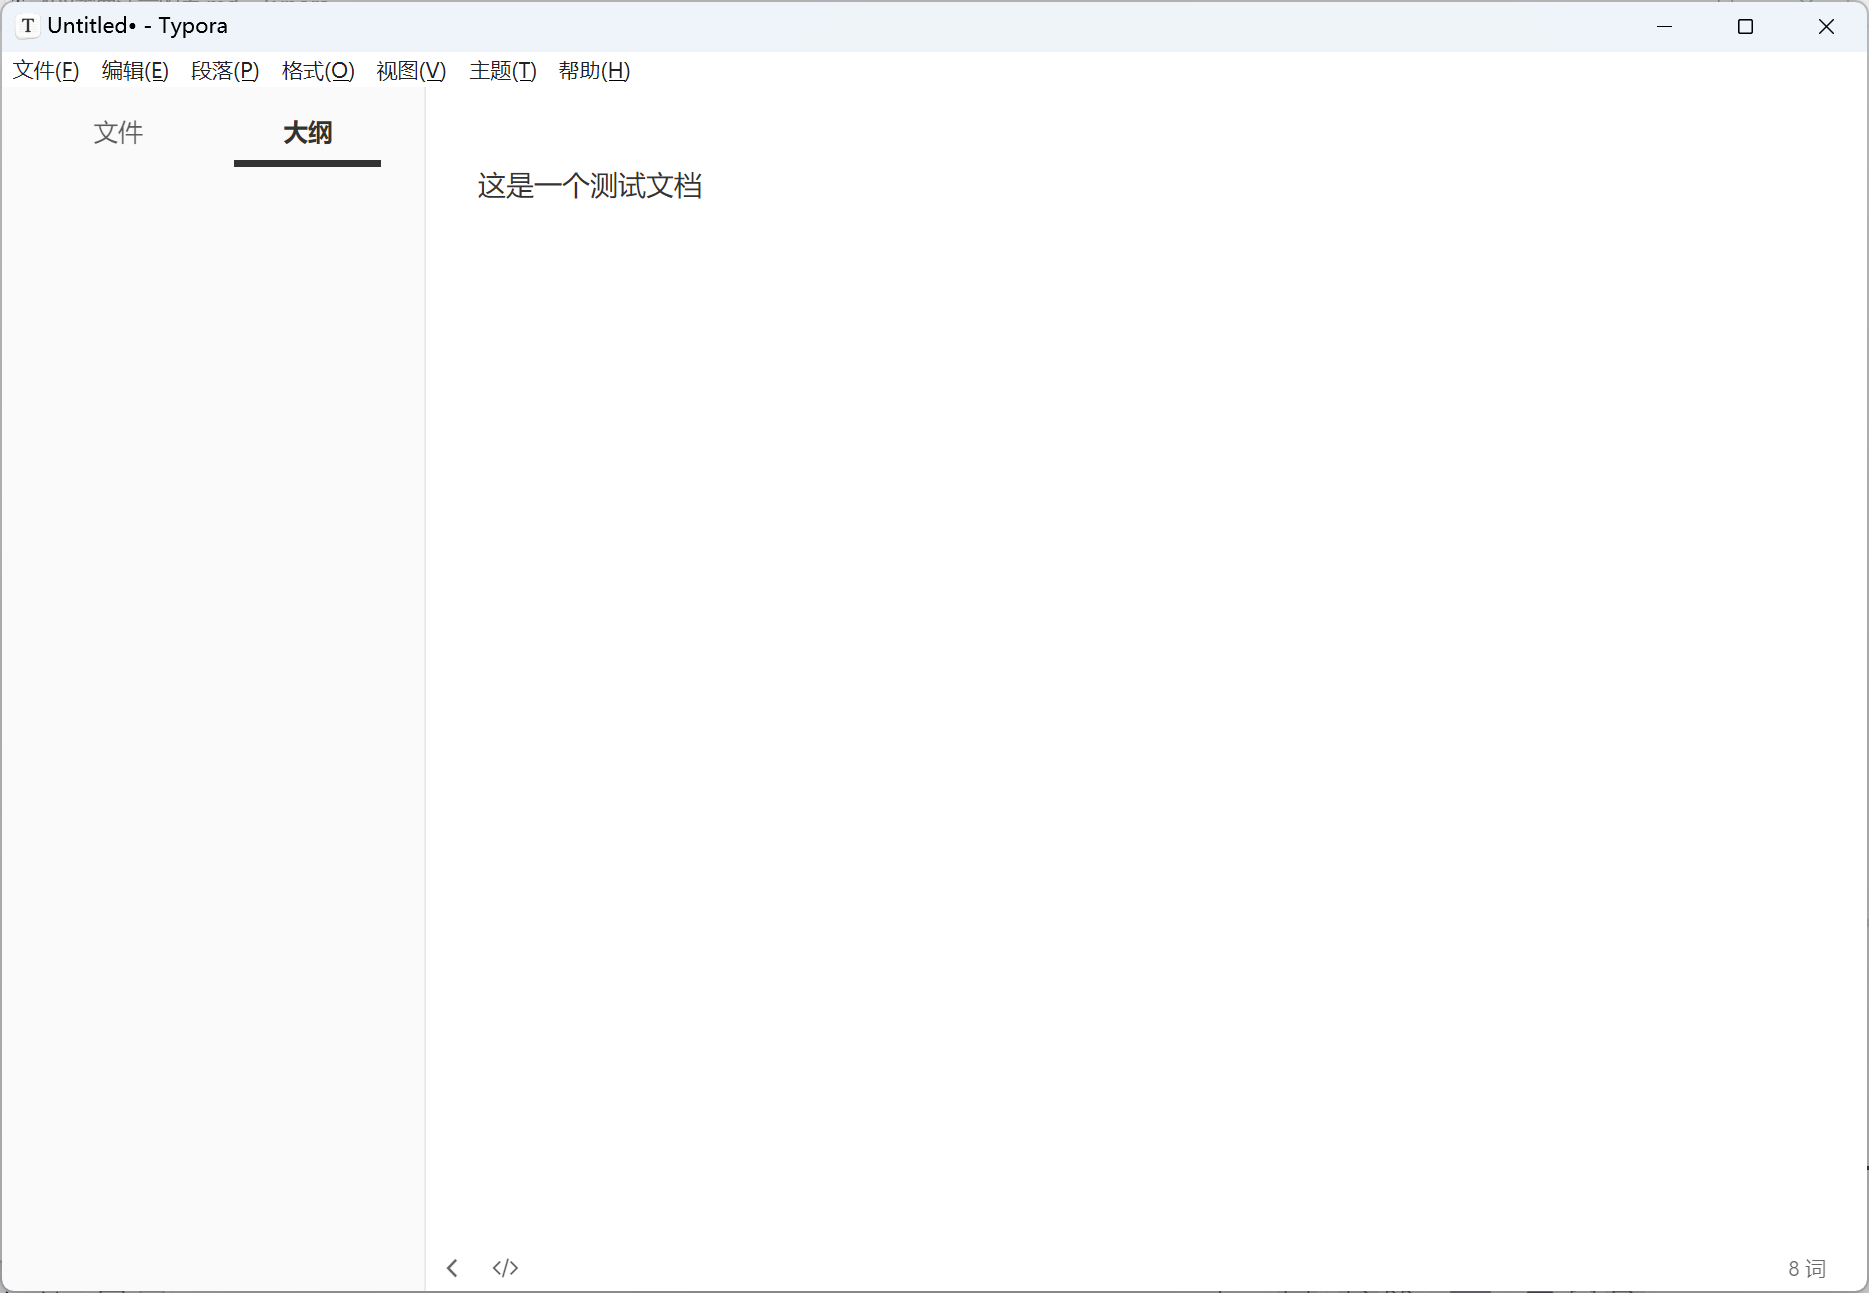 T Untitled• - Typora
文件(F) 编辑(E) 段落(P) 格式(O) 视图(V) 主题(T) 帮助(H)
文件 大纲
这是一个测试文档
</> 8 词